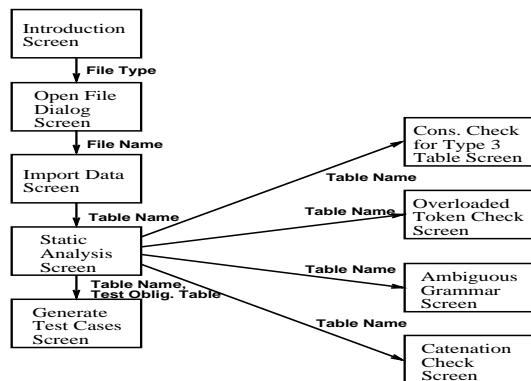 Introduction
Screen
File Type
Open File
Dialog
Screen
File Name
Import Data
Screen
Table Name
Static
Analysis
Screen
Table Name,
Test Oblig. Table
Generate
Test Cases
Screen
Cons. Check
for Type 3
Table Screen
Table Name
Overloaded
Token Check
Screen
Table Name
Ambiguous
Grammar
Screen
Table Name
Catenation
Check
Screen
Table Name